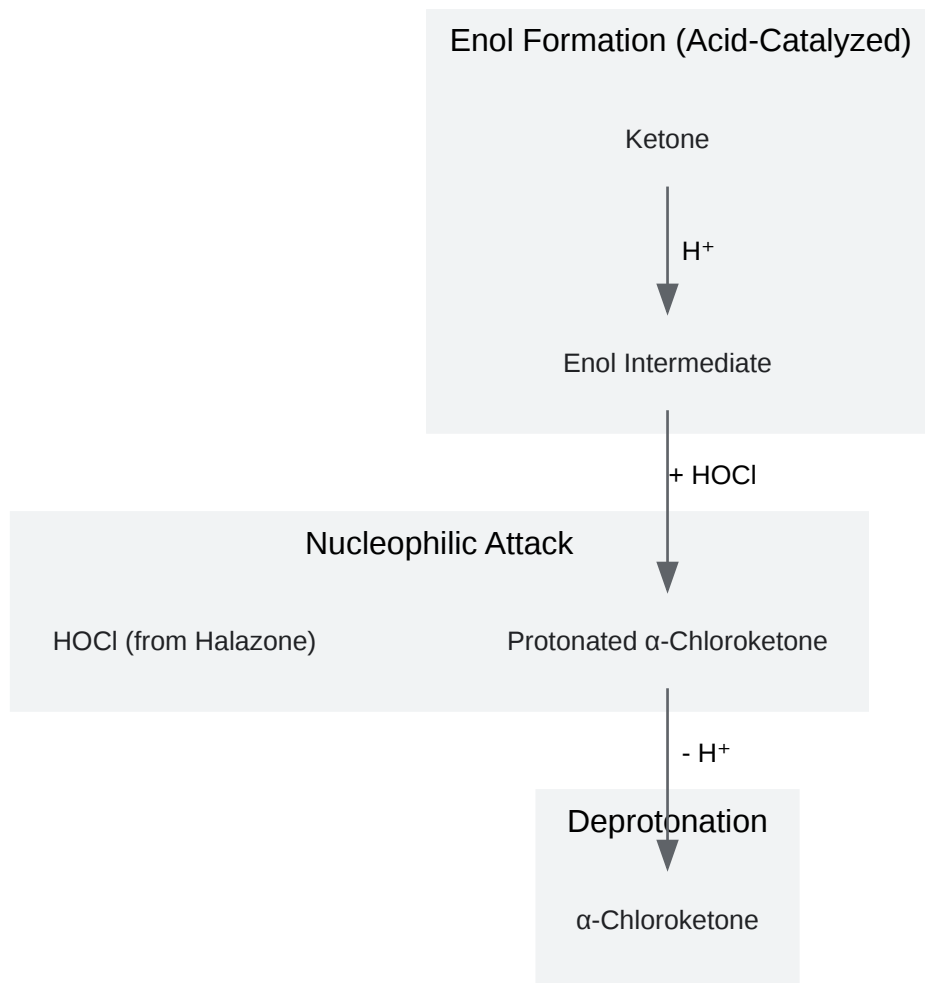 Enol Formation (Acid-Catalyzed)
Ketone
H⁺
Enol Intermediate
+ HOCl
Nucleophilic Attack
HOCl (from Halazone)
Protonated α-Chloroketone
- H⁺
Deprotonation
α-Chloroketone